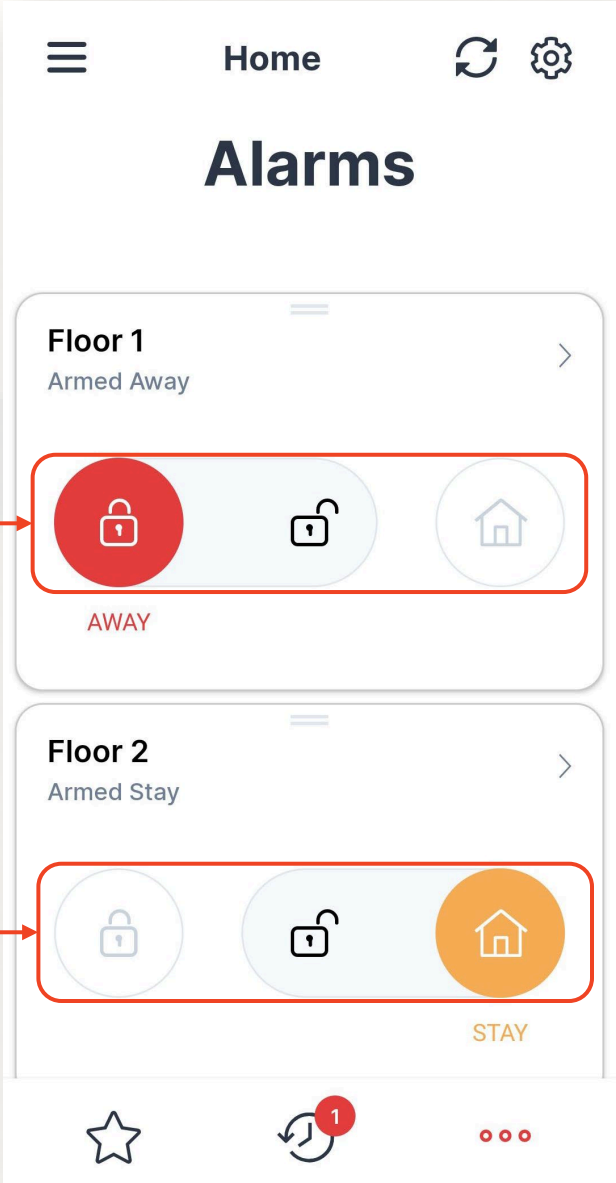 Home
Alarms
Floor 1
Armed Away
AWAY
Floor 2
Armed Stay
STAY
1